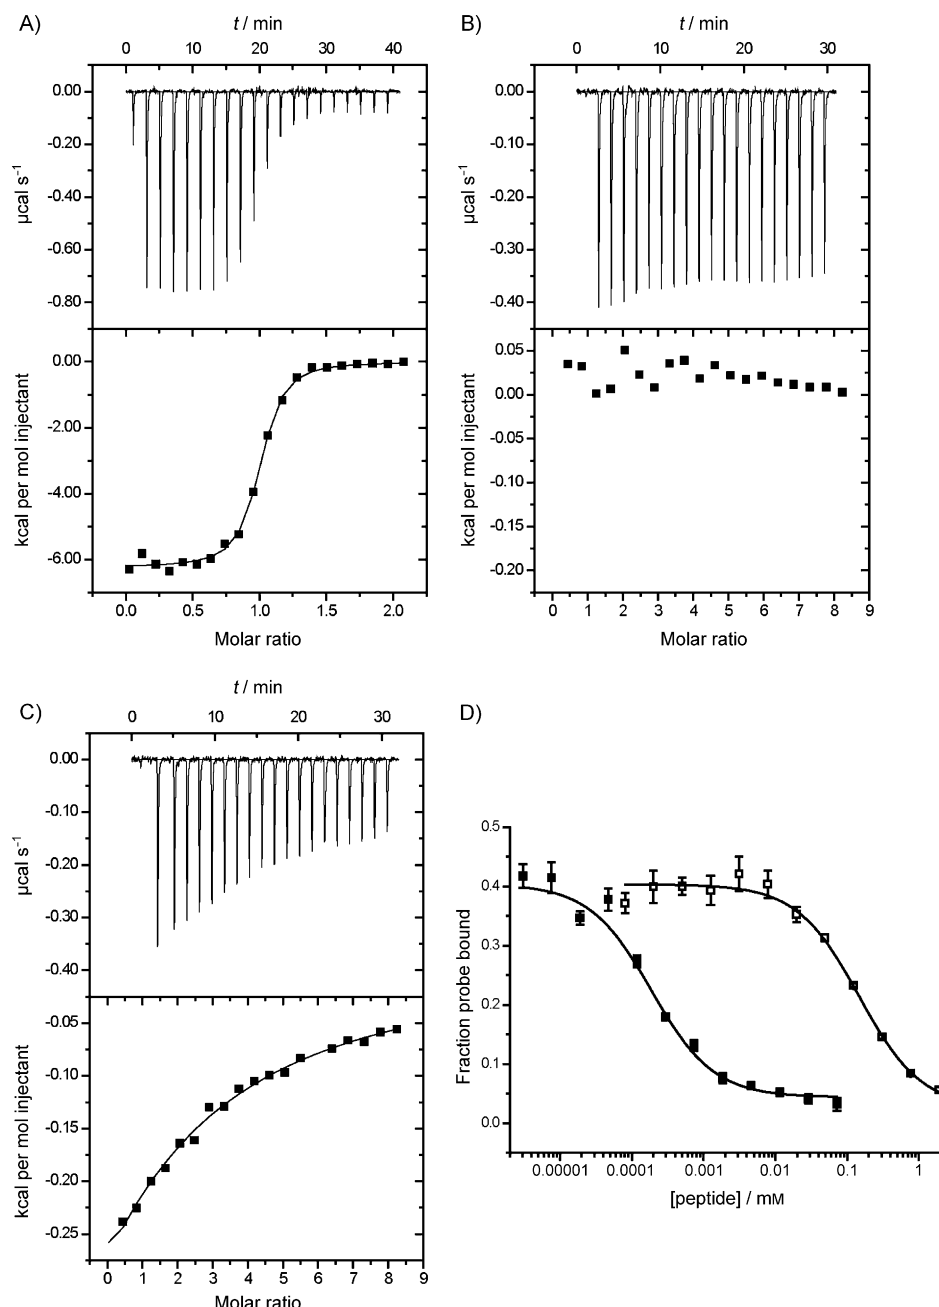 A)
t / min
0 10 20 30 40
0.00
-0.20
-0.40
-0.60
-0.80
µcal s⁻¹
0.00
-2.00
-4.00
-6.00
kcal per mol injectant
0.0 0.5 1.0 1.5 2.0
Molar ratio
B)
t / min
0 10 20 30
0.00
-0.10
-0.20
-0.30
-0.40
µcal s⁻¹
0.05
0.00
-0.05
-0.10
-0.15
-0.20
kcal per mol injectant
0 1 2 3 4 5 6 7 8 9
Molar ratio
C)
t / min
0 10 20 30
0.00
-0.10
-0.20
-0.30
-0.40
µcal s⁻¹
-0.05
-0.10
-0.15
-0.20
-0.25
kcal per mol injectant
0 1 2 3 4 5 6 7 8 9
Molar ratio
D)
0.5
0.4
0.3
0.2
0.1
0.0
Fraction probe bound
0.00001 0.0001 0.001 0.01 0.1 1
[peptide] / mM